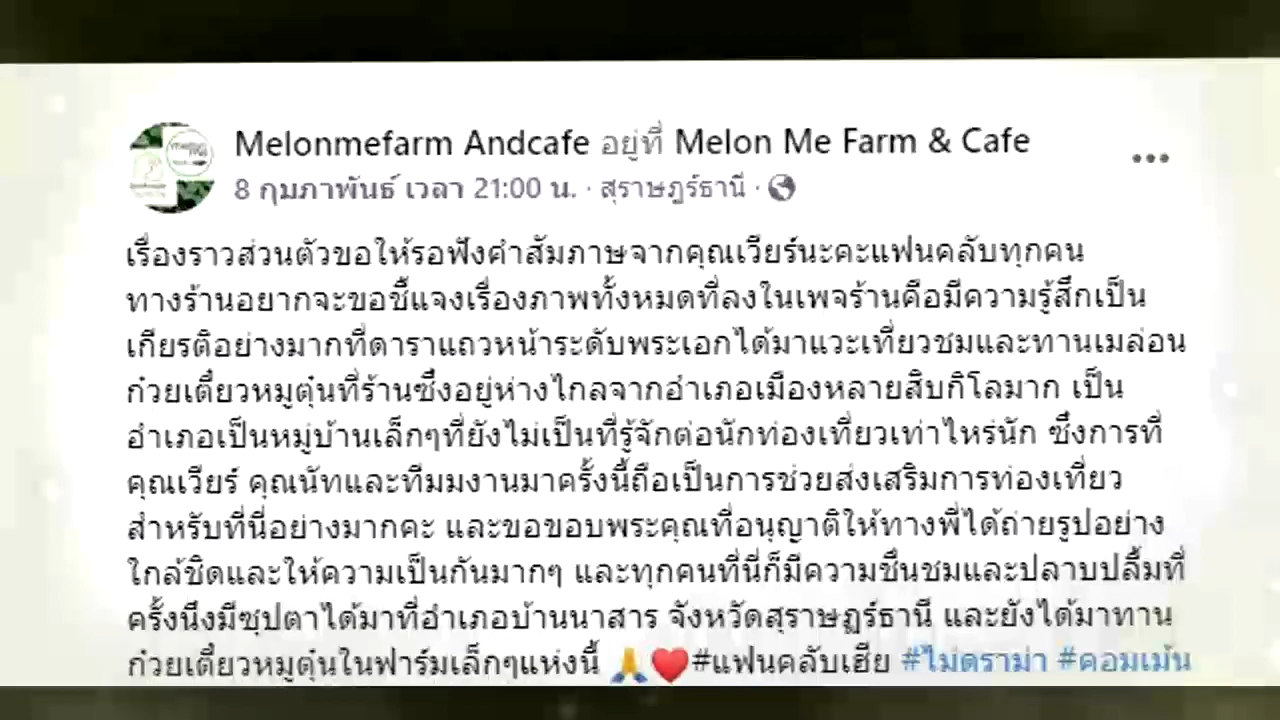 Melonmefarm Andcafe อยู่ที่ Melon Me Farm & Cafe
8 กุมภาพันธ์ เวลา 21:00 น. · สุราษฎร์ธานี ·
เรื่องราวส่วนตัวขอให้รอฟังคำสัมภาษจากคุณเวียร์นะคะแฟนคลับทุกคน
ทางร้านอยากจะขอชี้แจงเรื่องภาพทั้งหมดที่ลงในเพจร้านคือมีความรู้สึกเป็น
เกียรติอย่างมากที่ดาราแถวหน้าระดับพระเอกได้มาแวะเที่ยวชมและทานเมล่อน
ก๋วยเตี๋ยวหมูตุ๋นที่ร้านซึ่งอยู่ห่างไกลจากอำเภอเมืองหลายสิบกิโลมาก เป็น
อำเภอเป็นหมู่บ้านเล็กๆที่ยังไม่เป็นที่รู้จักต่อนักท่องเที่ยวเท่าไหร่นัก ซึ่งการที่
คุณเวียร์ คุณนัทและทีมมงานมาครั้งนี้ถือเป็นการช่วยส่งเสริมการท่องเที่ยว
สำหรับที่นี่อย่างมากคะ และขอขอบพระคุณที่อนุญาติให้ทางพี่ได้ถ่ายรูปอย่าง
ใกล้ชิดและให้ความเป็นกันมากๆ และทุกคนที่นี่ก็มีความชื่นชมและปลาบปลื้มที่
ครั้งนึงมีซุปตาได้มาที่อำเภอบ้านนาสาร จังหวัดสุราษฏร์ธานี และยังได้มาทาน
ก๋วยเตี๋ยวหมูตุ๋นในฟาร์มเล็กๆแห่งนี้ 🙏❤️#แฟนคลับเฮีย #ไม่ดราม่า #คอมเม้น